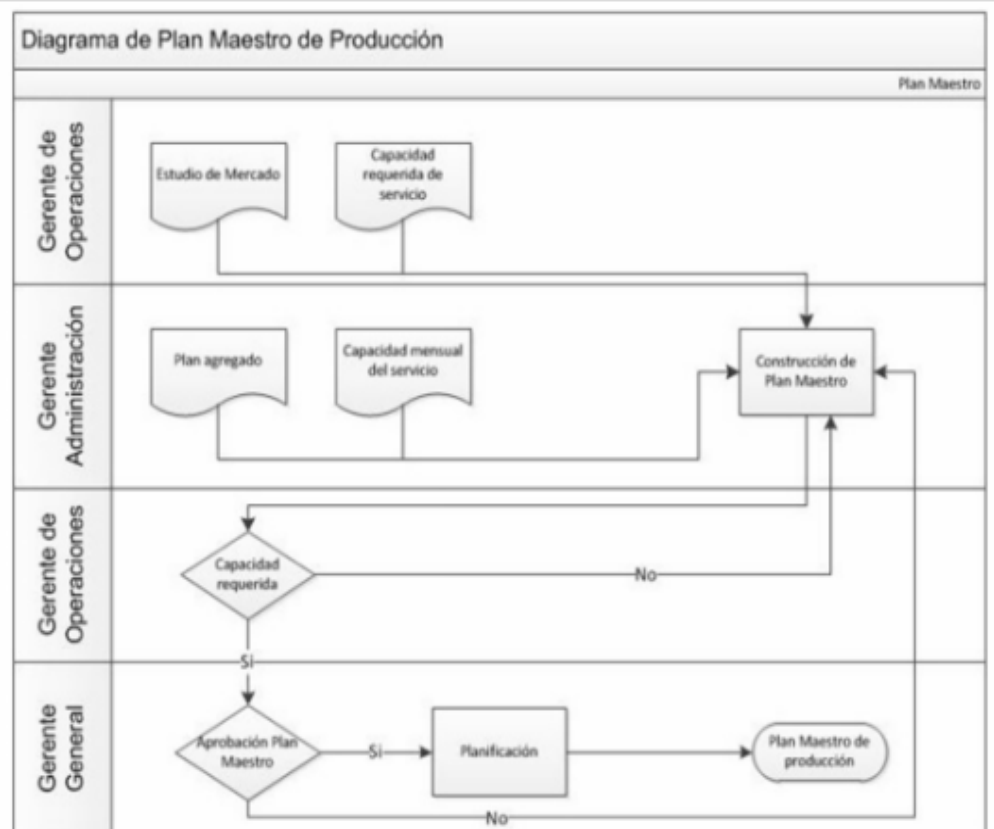 Diagrama de Plan Maestro de Producción
Plan Maestro
Gerente de
Operaciones
Estudio de Mercado
Capacidad
requerida de
servicio
Gerente
Administración
Plan agregado
Capacidad mensual
del servicio
Construcción de
Plan Maestro
Gerente de
Operaciones
Capacidad
requerida
No
Sí
Gerente
General
Aprobación Plan
Maestro
Si
Planificación
Plan Maestro de
producción
No